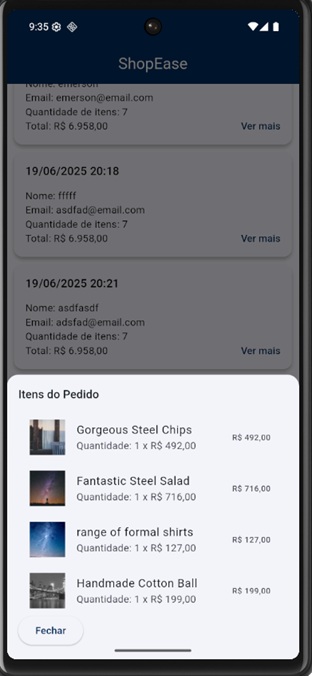 9:35
ShopEase
Nome: emerson
Email: emerson@email.com
Quantidade de itens: 7
Total: R$ 6.958,00
Ver mais
19/06/2025 20:18
Nome: fffff
Email: asdfad@email.com
Quantidade de itens: 7
Total: R$ 6.958,00
Ver mais
19/06/2025 20:21
Nome: asdfasdf
Email: adsfad@email.com
Quantidade de itens: 7
Total: R$ 6.958,00
Ver mais
Itens do Pedido
Gorgeous Steel Chips
Quantidade: 1 x R$ 492,00
R$ 492,00
Fantastic Steel Salad
Quantidade: 1 x R$ 716,00
R$ 716,00
range of formal shirts
Quantidade: 1 x R$ 127,00
R$ 127,00
Handmade Cotton Ball
Quantidade: 1 x R$ 199,00
R$ 199,00
Fechar